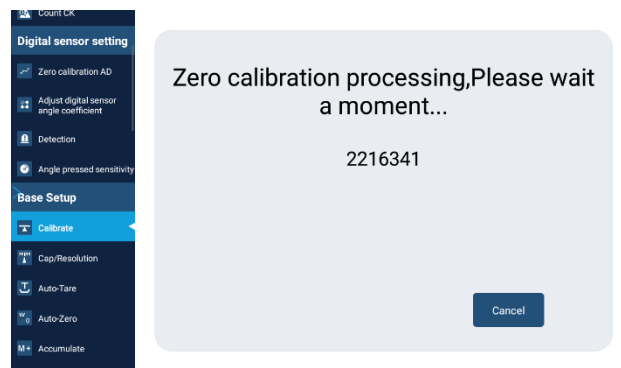 Count CK
Digital sensor setting
Zero calibration AD
Adjust digital sensor
angle coefficient
Detection
Angle pressed sensitivity
Base Setup
Calibrate
Cap/Resolution
Auto-Tare
Auto-Zero
M+ Accumulate
Zero calibration processing,Please wait
a moment...
2216341
Cancel